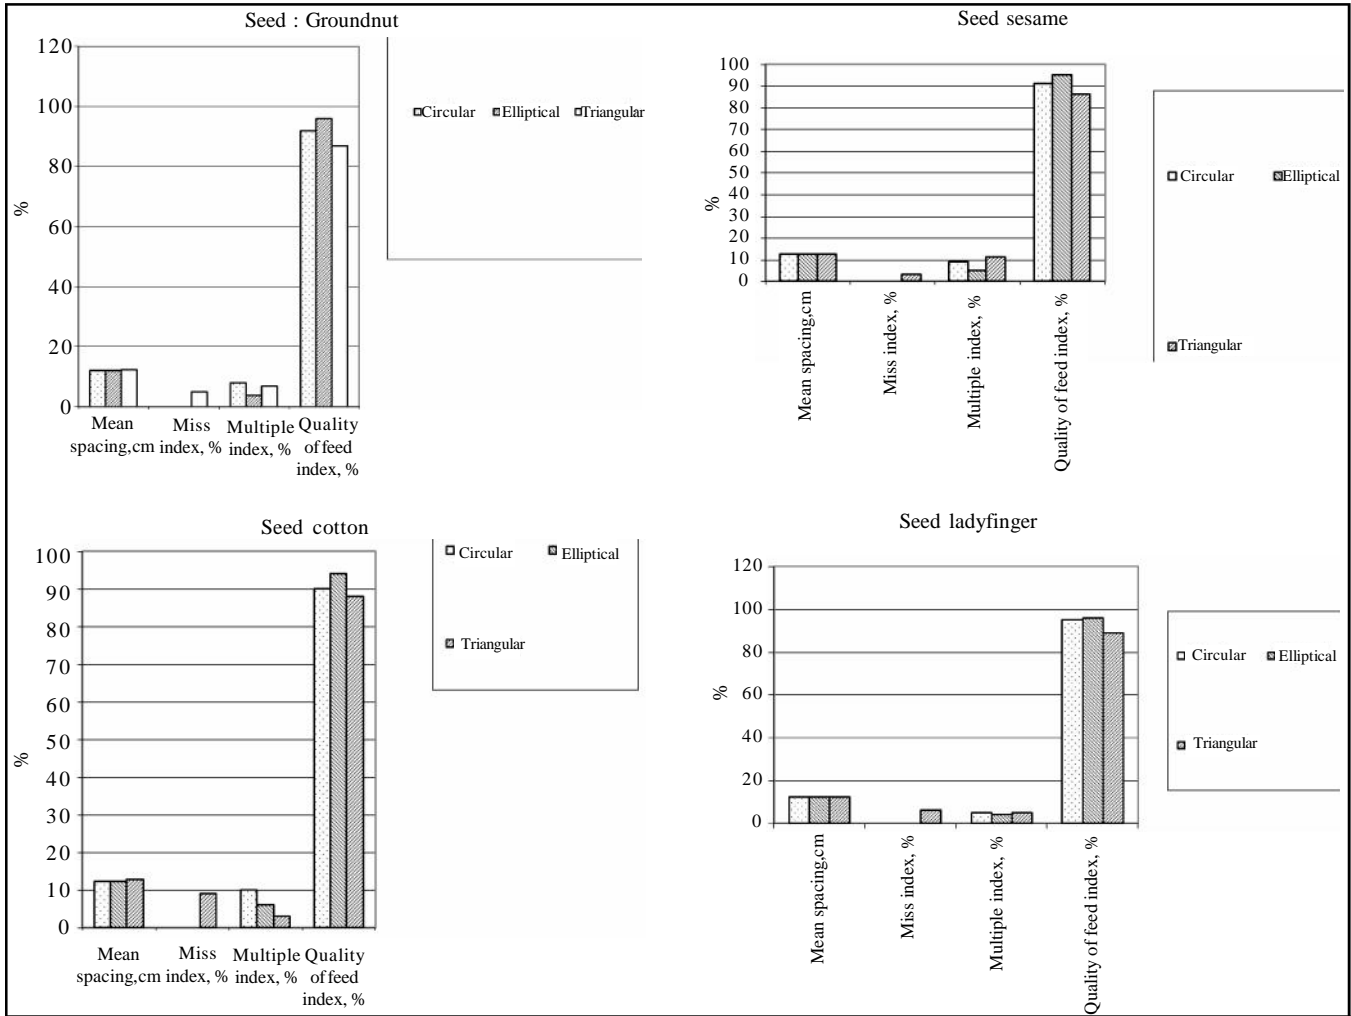 Seed : Groundnut
120
100
80
60
40
20
0
%
Mean spacing,cm
Miss index, %
Multiple index, %
Quality of feed index, %
Circular Elliptical Triangular
Seed sesame
100
90
80
70
60
50
40
30
20
10
0
%
Mean spacing,cm
Miss index, %
Multiple index, %
Quality of feed index, %
Circular Elliptical
Triangular
Seed cotton
100
90
80
70
60
50
40
30
20
10
0
%
Mean spacing,cm
Miss index, %
Multiple index, %
Quality of feed index, %
Circular Elliptical
Triangular
Seed ladyfinger
120
100
80
60
40
20
0
%
Mean spacing,cm
Miss index, %
Multiple index, %
Quality of feed index, %
Circular Elliptical
Triangular